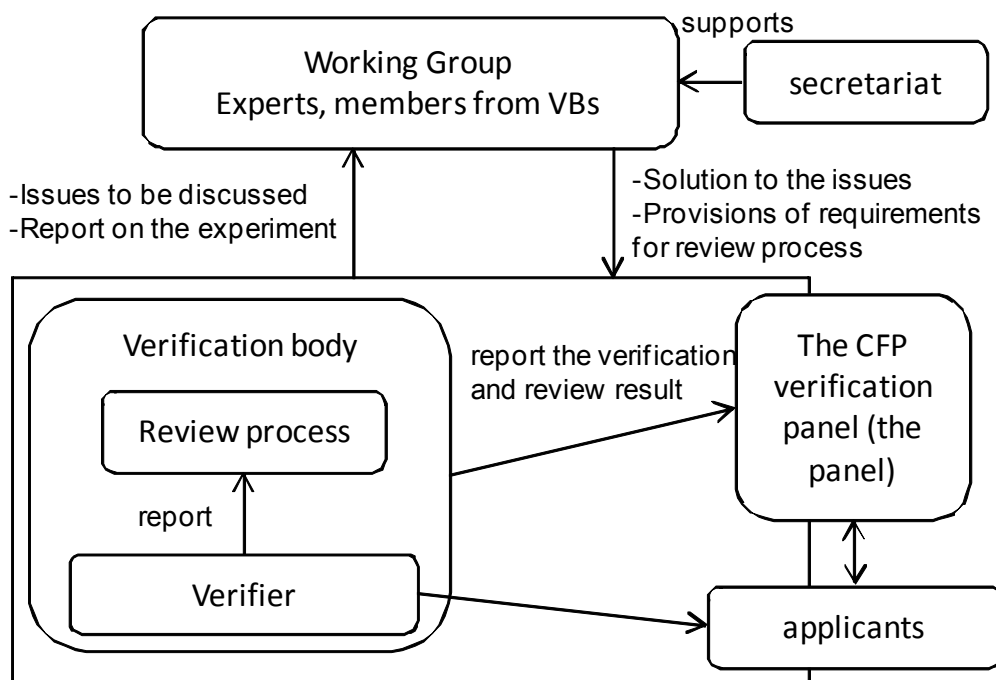 supports
Working Group
Experts, members from VBs
secretariat
-Issues to be discussed
-Report on the experiment
-Solution to the issues
-Provisions of requirements
for review process
Verification body
Review process
report
Verifier
report the verification
and review result
The CFP
verification
panel (the
panel)
applicants